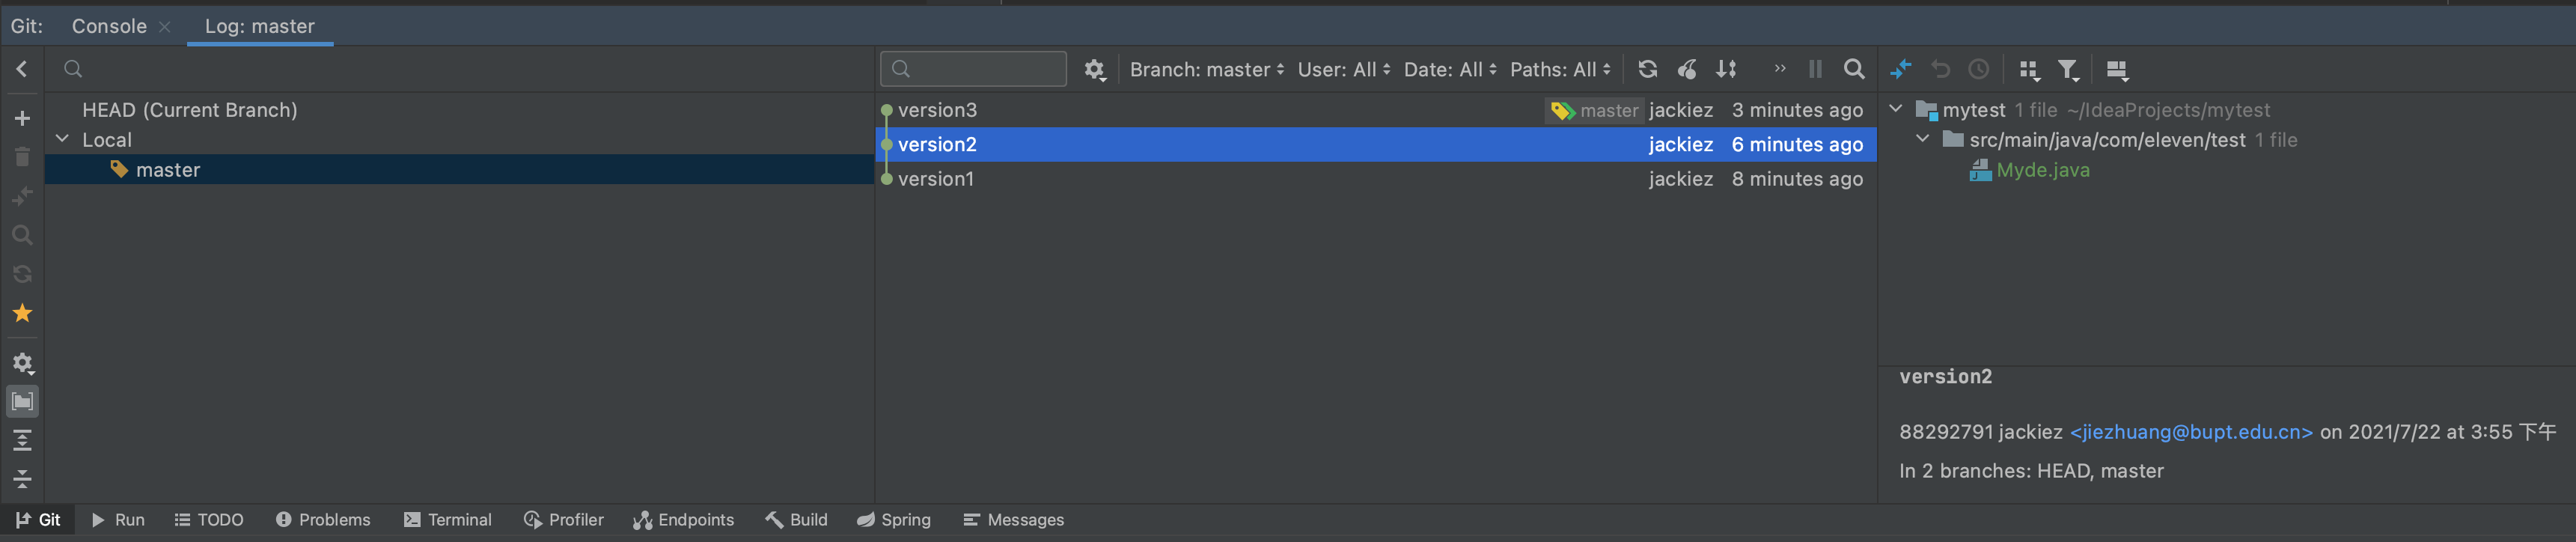 Git: Console Log: master
Branch: master User: All Date: All Paths: All
HEAD (Current Branch)
Local
master
version3 master jackiez 3 minutes ago
version2 jackiez 6 minutes ago
version1 jackiez 8 minutes ago
mytest 1 file ~/IdeaProjects/mytest
src/main/java/com/eleven/test 1 file
Myde.java
version2
88292791 jackiez <jiezhuang@bupt.edu.cn> on 2021/7/22 at 3:55 下午
In 2 branches: HEAD, master
Git Run TODO Problems Terminal Profiler Endpoints Build Spring Messages